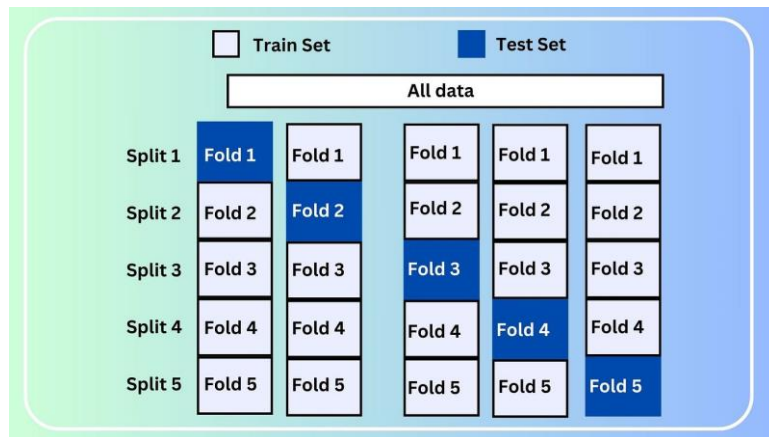 Train Set Test Set
All data
Split 1 Fold 1 Fold 1 Fold 1 Fold 1 Fold 1
Split 2 Fold 2 Fold 2 Fold 2 Fold 2 Fold 2
Split 3 Fold 3 Fold 3 Fold 3 Fold 3 Fold 3
Split 4 Fold 4 Fold 4 Fold 4 Fold 4 Fold 4
Split 5 Fold 5 Fold 5 Fold 5 Fold 5 Fold 5